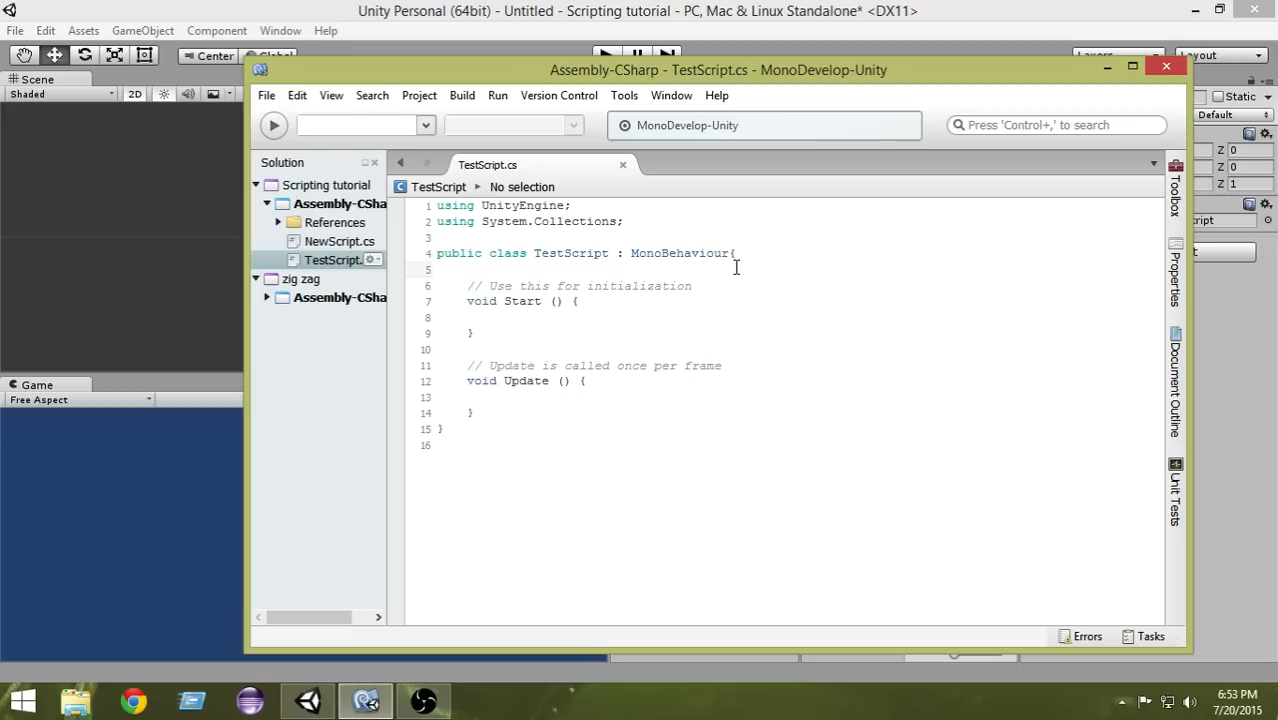 Unity Personal (64bit) - Untitled - Scripting tutorial - PC, Mac & Linux Standalone* <DX11>
File Edit Assets GameObject Component Window Help
Center Global Layers Layout
Scene
Shaded 2D
Static
Default
Z 0
Z 0
Z 1
Game
Free Aspect
Assembly-CSharp - TestScript.cs - MonoDevelop-Unity
File Edit View Search Project Build Run Version Control Tools Window Help
MonoDevelop-Unity
Press 'Control+,' to search
Solution
Scripting tutorial
Assembly-CSha
References
NewScript.cs
TestScript.
zig zag
Assembly-CSha
TestScript.cs
TestScript No selection
1 using UnityEngine;
2 using System.Collections;
3
4 public class TestScript : MonoBehaviour{
5
6 // Use this for initialization
7 void Start () {
8
9 }
10
11 // Update is called once per frame
12 void Update () {
13
14 }
15 }
16
Toolbox
Properties
Document Outline
Unit Tests
Errors Tasks
6:53 PM
7/20/2015